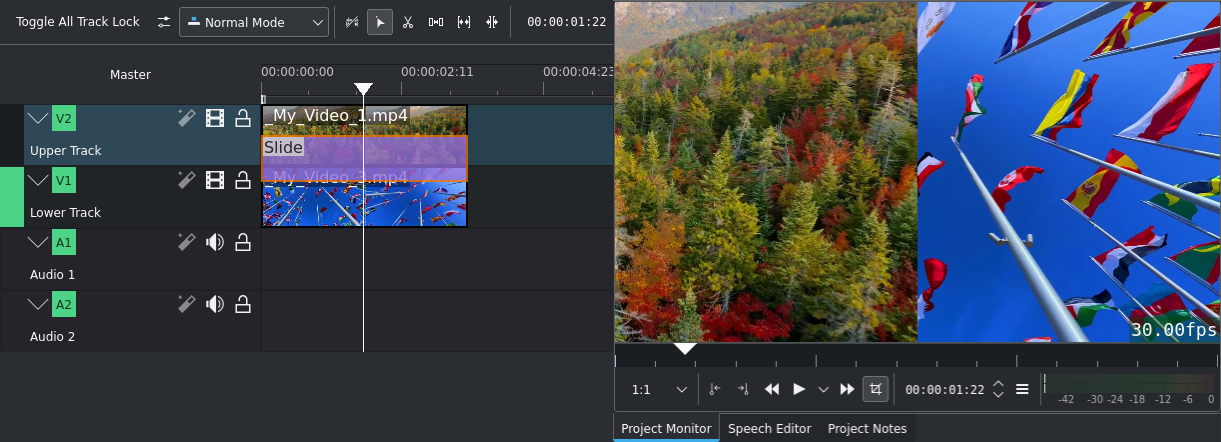 Toggle All Track Lock
Normal Mode
00:00:01:22
Master
00:00:00:00
00:00:02:11
00:00:04:23
V2
Upper Track
_My_Video_1.mp4
Slide
V1
Lower Track
_My_Video_3.mp4
A1
Audio 1
A2
Audio 2
30.00fps
1:1
00:00:01:22
-42 -30 -24 -18 -12 -6 0
Project Monitor
Speech Editor
Project Notes